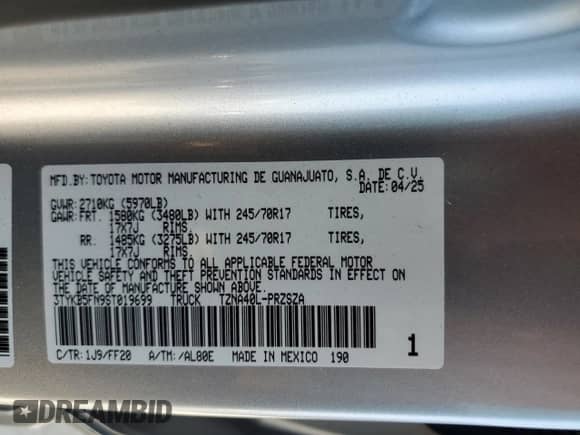 MFD.BY:TOYOTA MOTOR MANUFACTURING DE GUANAJUATO, S.A. DE C.V.
DATE:04/25
GVWR:2710KG (5970LB)
GAWR:FRT. 1580KG (3480LB) WITH 245/70R17 TIRES,
17X7J RIMS,
RR. 1485KG (3275LB) WITH 245/70R17 TIRES,
17X7J RIMS,
THIS VEHICLE CONFORMS TO ALL APPLICABLE FEDERAL MOTOR
VEHICLE SAFETY AND THEFT PREVENTION STANDARDS IN EFFECT ON
THE DATE OF MANUFACTURE SHOWN ABOVE.
3TYKB5FN9ST019699 TRUCK TZNA40L-PRZSZA
C/TR:1J9/FF20 A/TM:/AL80E MADE IN MEXICO 190
1
DREAMBID